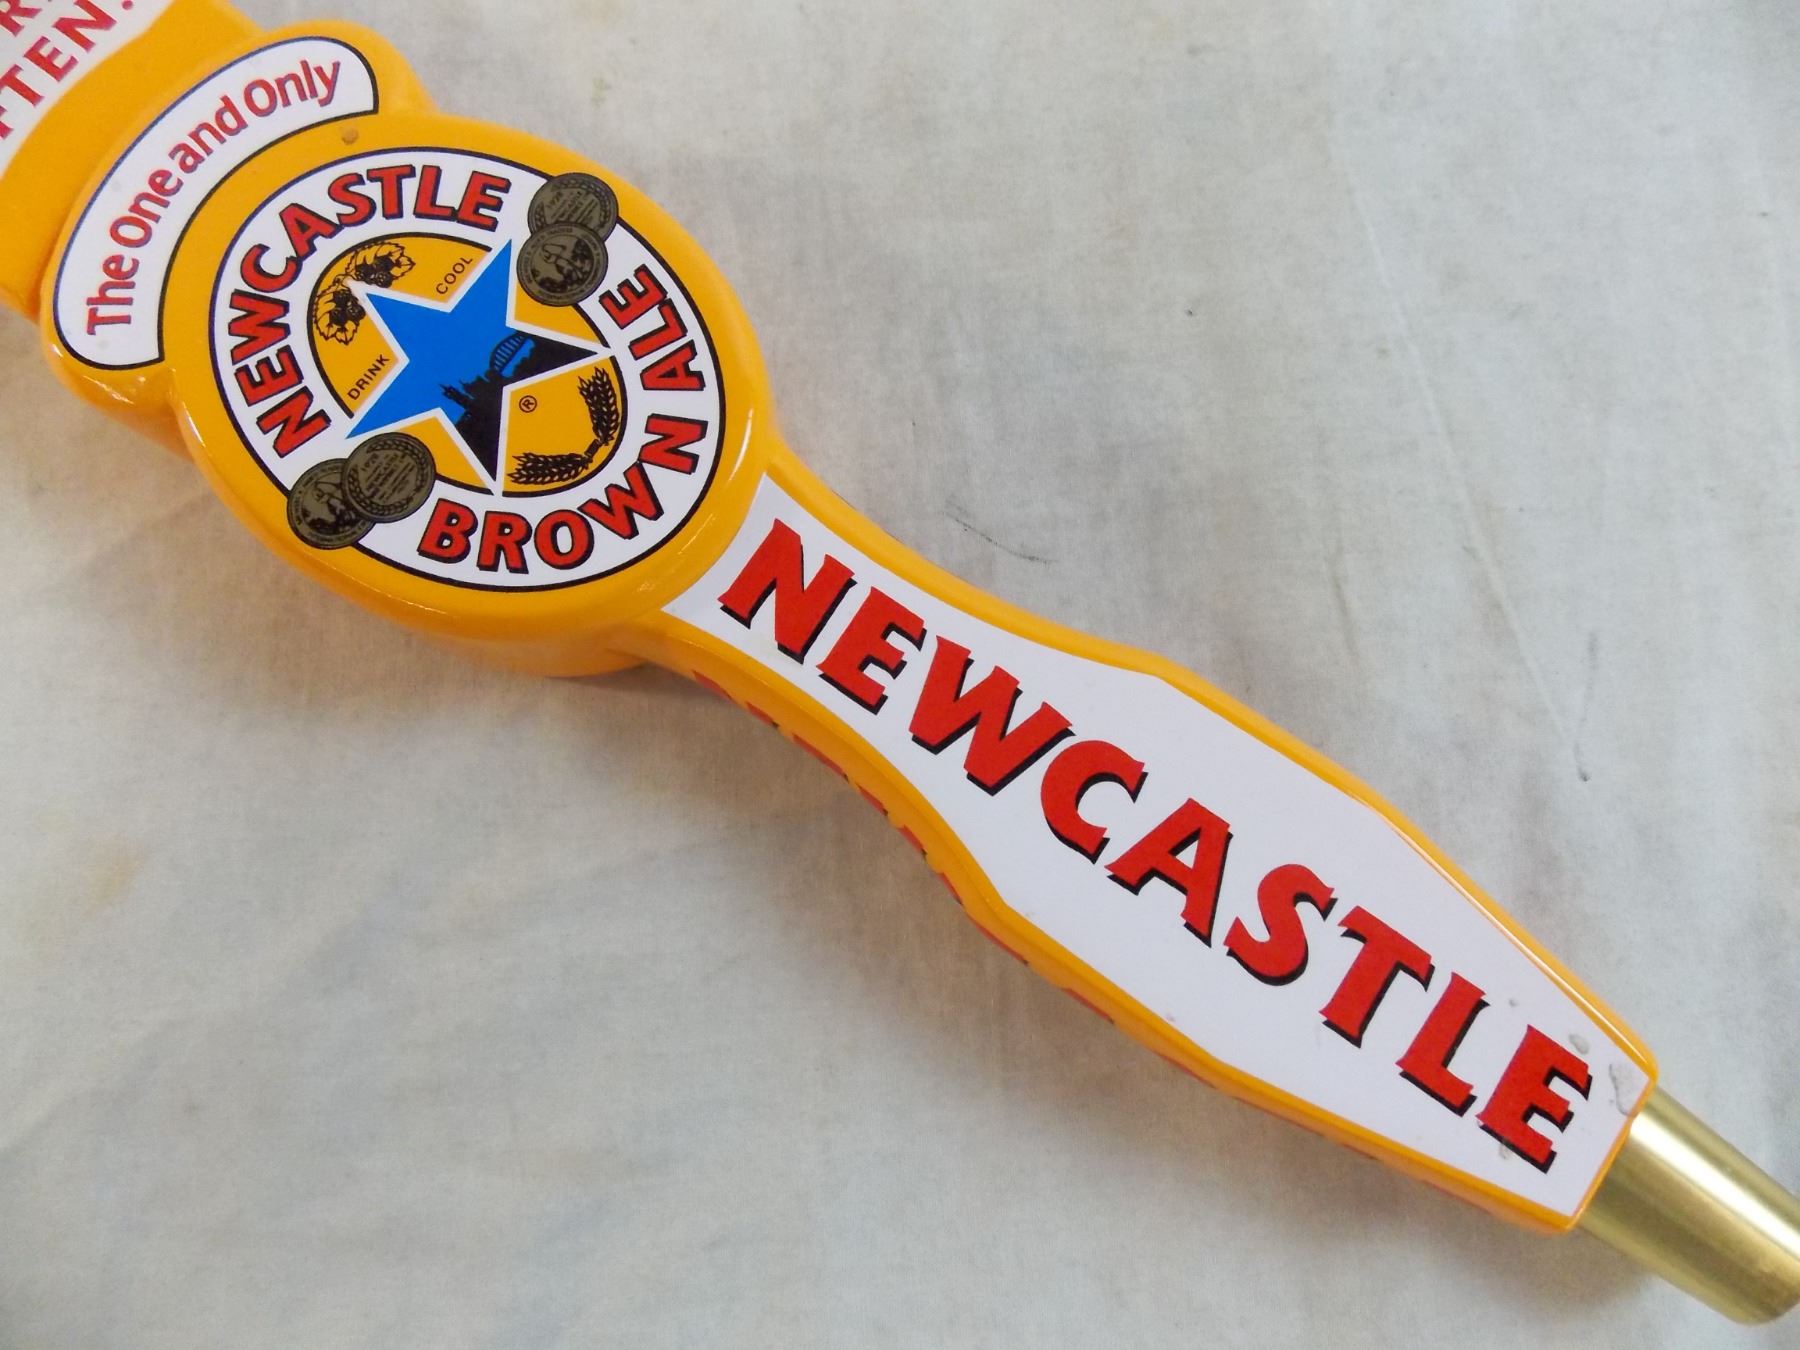 The One and Only
NEWCASTLE
BROWN ALE
DRINK COOL
®
NEWCASTLE